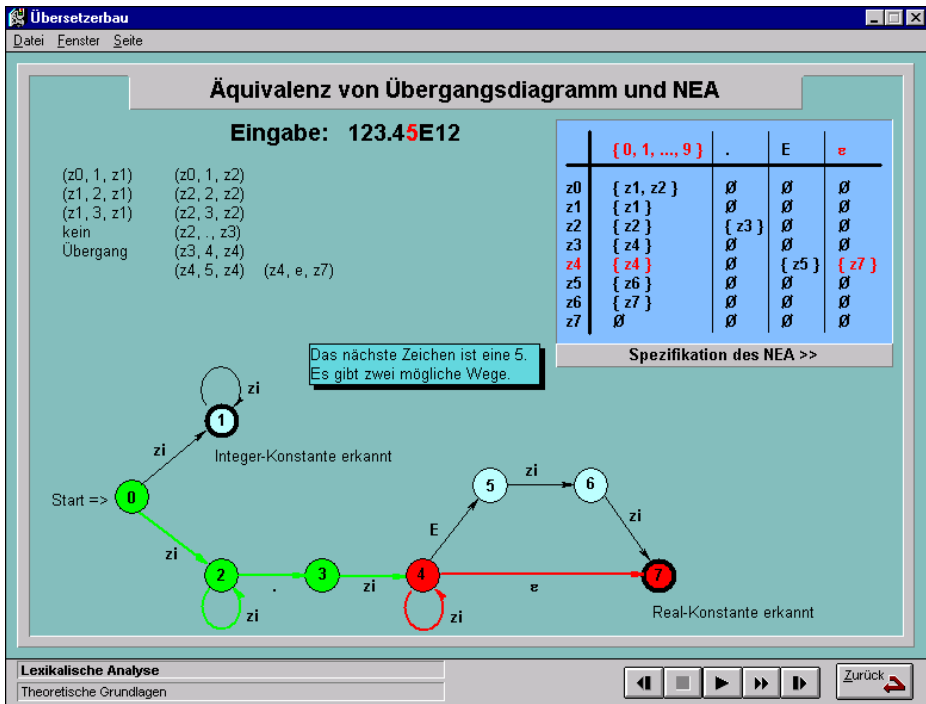 Übersetzerbau
Datei Fenster Seite
Äquivalenz von Übergangsdiagramm und NEA
Eingabe: 123.45E12
(z0, 1, z1) (z0, 1, z2)
(z1, 2, z1) (z2, 2, z2)
(z1, 3, z1) (z2, 3, z2)
kein (z2, ., z3)
Übergang (z3, 4, z4)
(z4, 5, z4) (z4, e, z7)
{ 0, 1, ..., 9 } . E ε
z0 { z1, z2 } Ø Ø Ø
z1 { z1 } Ø Ø Ø
z2 { z2 } { z3 } Ø Ø
z3 { z4 } Ø Ø Ø
z4 { z4 } Ø { z5 } { z7 }
z5 { z6 } Ø Ø Ø
z6 { z7 } Ø Ø Ø
z7 Ø Ø Ø Ø
Spezifikation des NEA >>
Das nächste Zeichen ist eine 5.
Es gibt zwei mögliche Wege.
zi
1
zi
Integer-Konstante erkannt
Start => 0
zi
5
zi
6
E
zi
2
.
3
zi
4
ε
7
zi
zi
Real-Konstante erkannt
Lexikalische Analyse
Theoretische Grundlagen
Zurück